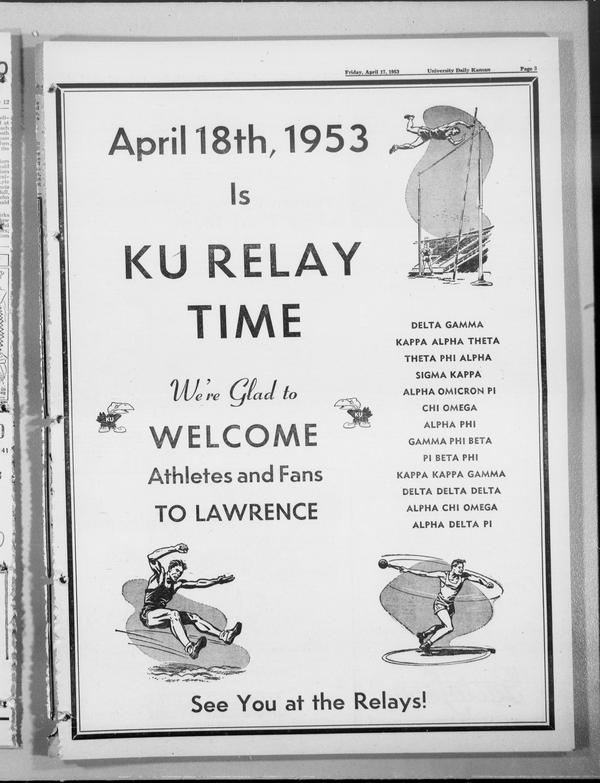 Friday, April 17, 1953 University Daily Kansan Page 3
April 18th, 1953
Is
KU RELAY
TIME
We're Glad to
WELCOME
Athletes and Fans
TO LAWRENCE
KU
KU
DELTA GAMMA
KAPPA ALPHA THETA
THETA PHI ALPHA
SIGMA KAPPA
ALPHA OMICRON PI
CHI OMEGA
ALPHA PHI
GAMMA PHI BETA
PI BETA PHI
KAPPA KAPPA GAMMA
DELTA DELTA DELTA
ALPHA CHI OMEGA
ALPHA DELTA PI
See You at the Relays!